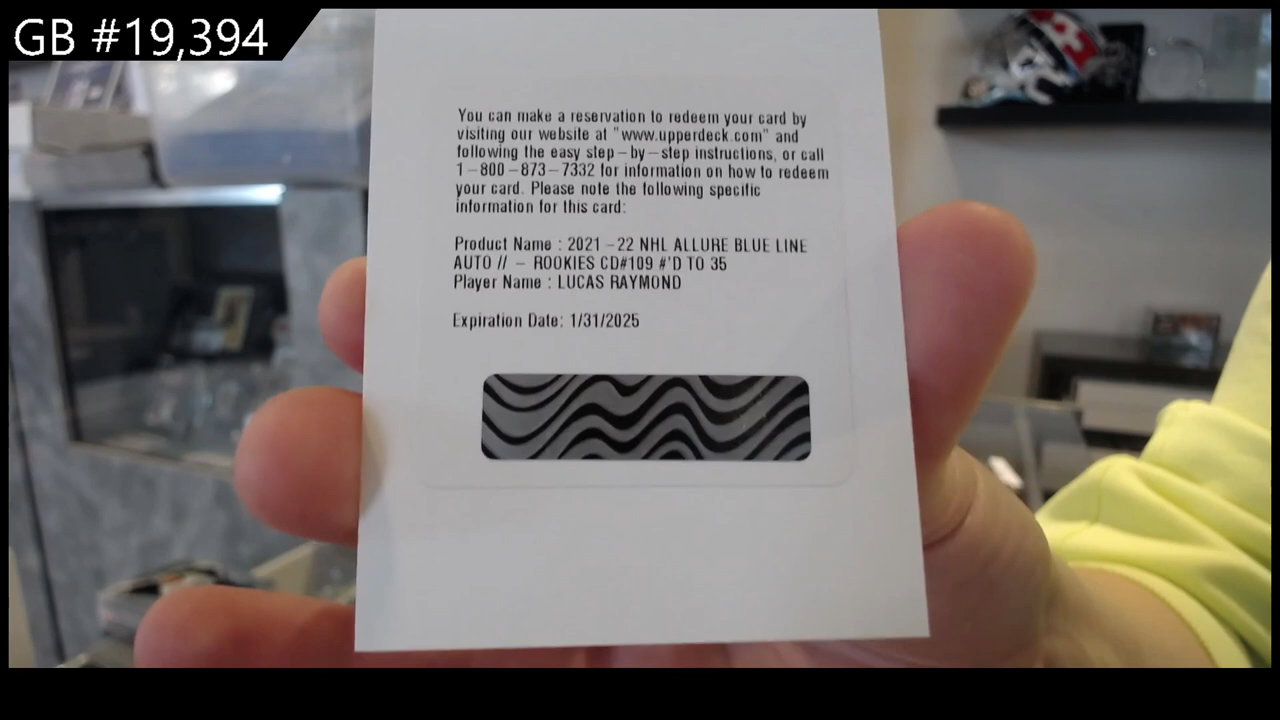 GB #19,394
You can make a reservation to redeem your card by
visiting our website at "www.upperdeck.com" and
following the easy step-by-step instructions, or call
1-800-873-7332 for information on how to redeem
your card. Please note the following specific
information for this card:
Product Name : 2021-22 NHL ALLURE BLUE LINE
AUTO // - ROOKIES CD#109 #'D TO 35
Player Name : LUCAS RAYMOND
Expiration Date: 1/31/2025